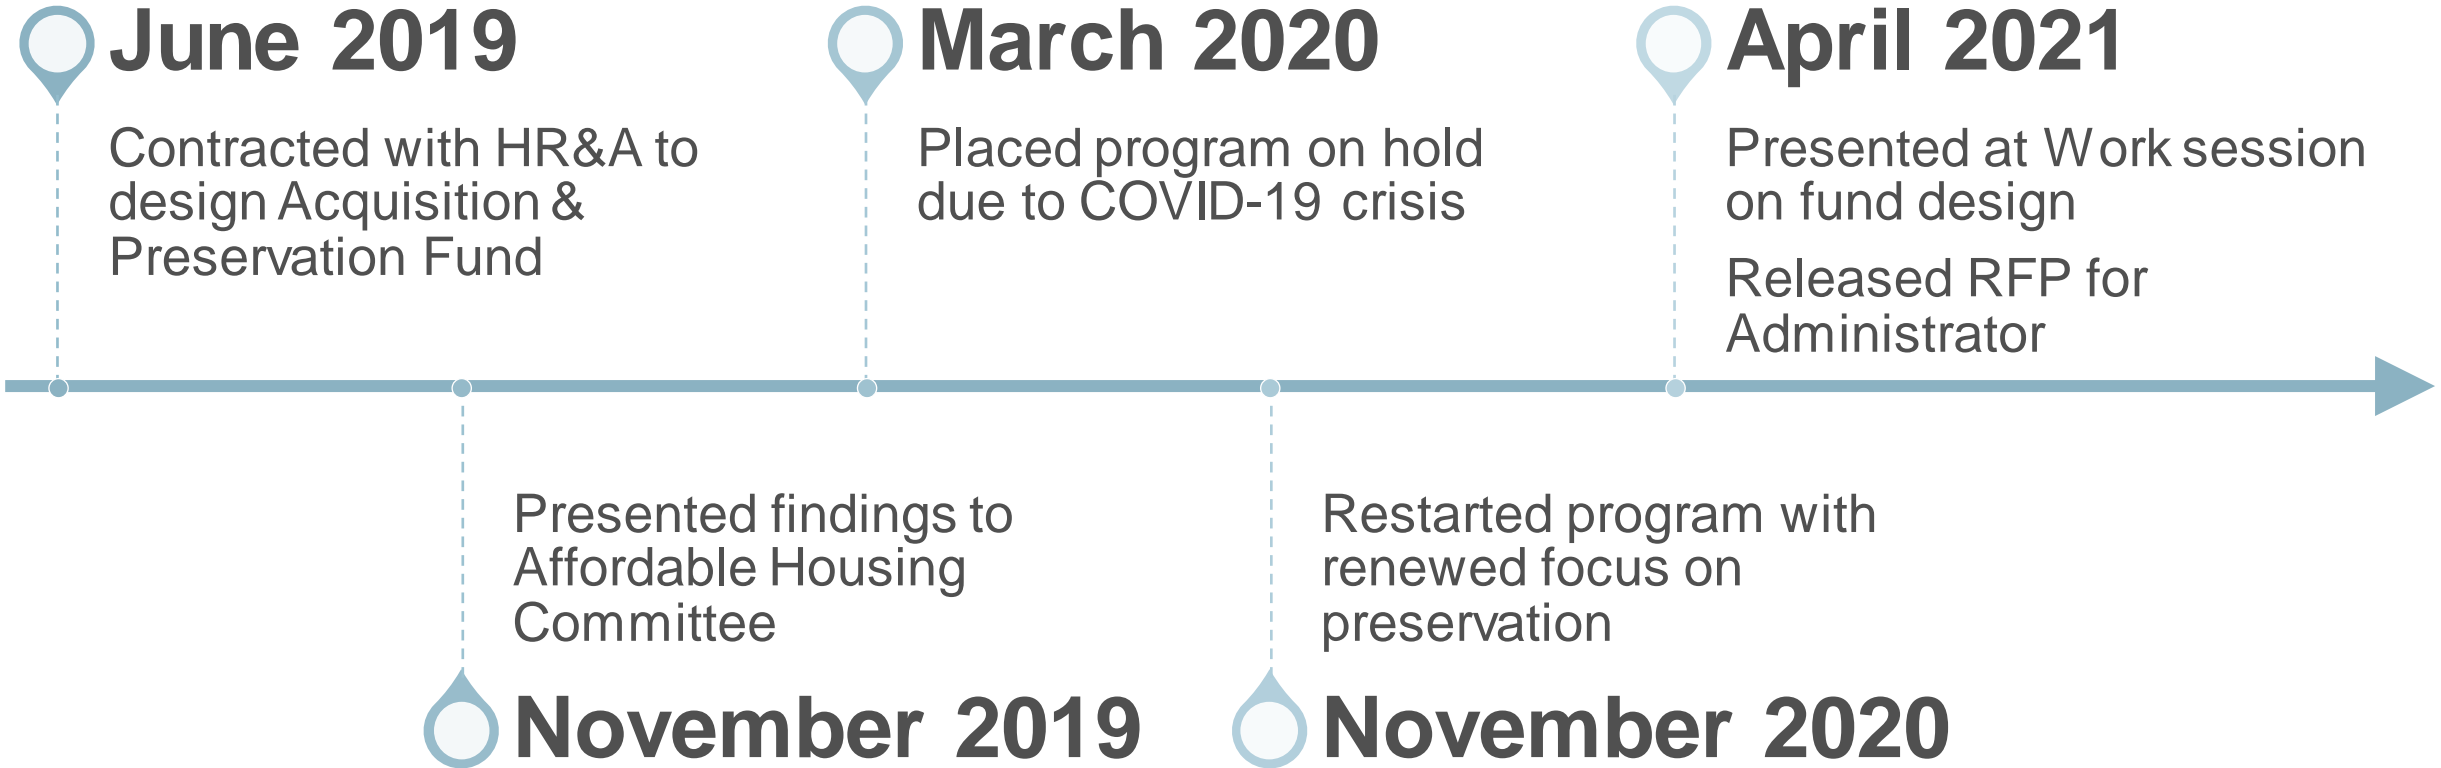 June 2019
Contracted with HR&A to
design Acquisition &
Preservation Fund
Presented findings to
Affordable Housing
Committee
November 2019
March 2020
Placed program on hold
due to COVID-19 crisis
Restarted program with
renewed focus on
preservation
November 2020
April 2021
Presented at Work session
on fund design
Released RFP for
Administrator